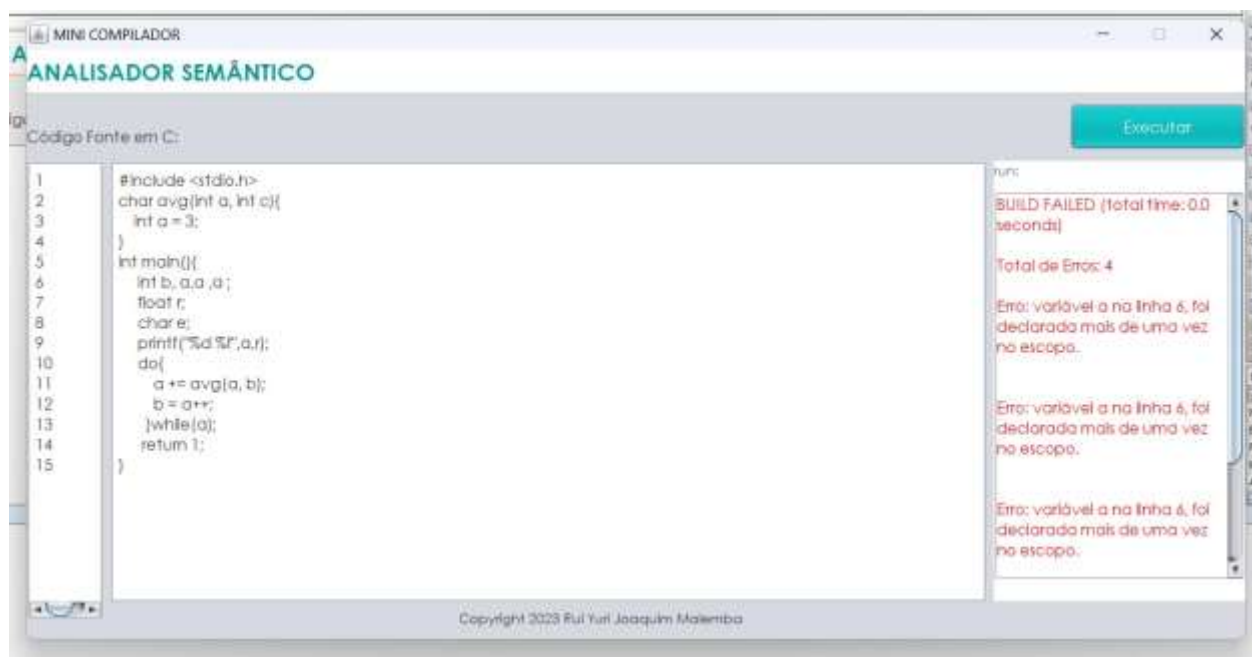 MINI COMPILADOR
ANALISADOR SEMÂNTICO
Código Fonte em C:
Executar
1 #include <stdio.h>
2 char avg(int a, int c){
3 int a = 3;
4 }
5 int main(){
6 int b, a,a ,a ;
7 float r;
8 char e;
9 printf("%d %f",a,r);
10 do{
11 a += avg(a, b);
12 b = a++;
13 }while(a);
14 return 1;
15 }
run:
BUILD FAILED (total time: 0.0
seconds)
Total de Erros: 4
Erro: variável a na linha 6, foi
declarada mais de uma vez
no escopo.
Erro: variável a na linha 6, foi
declarada mais de uma vez
no escopo.
Erro: variável a na linha 6, foi
declarada mais de uma vez
no escopo.
Copyright 2023 Rui Yuri Joaquim Malemba